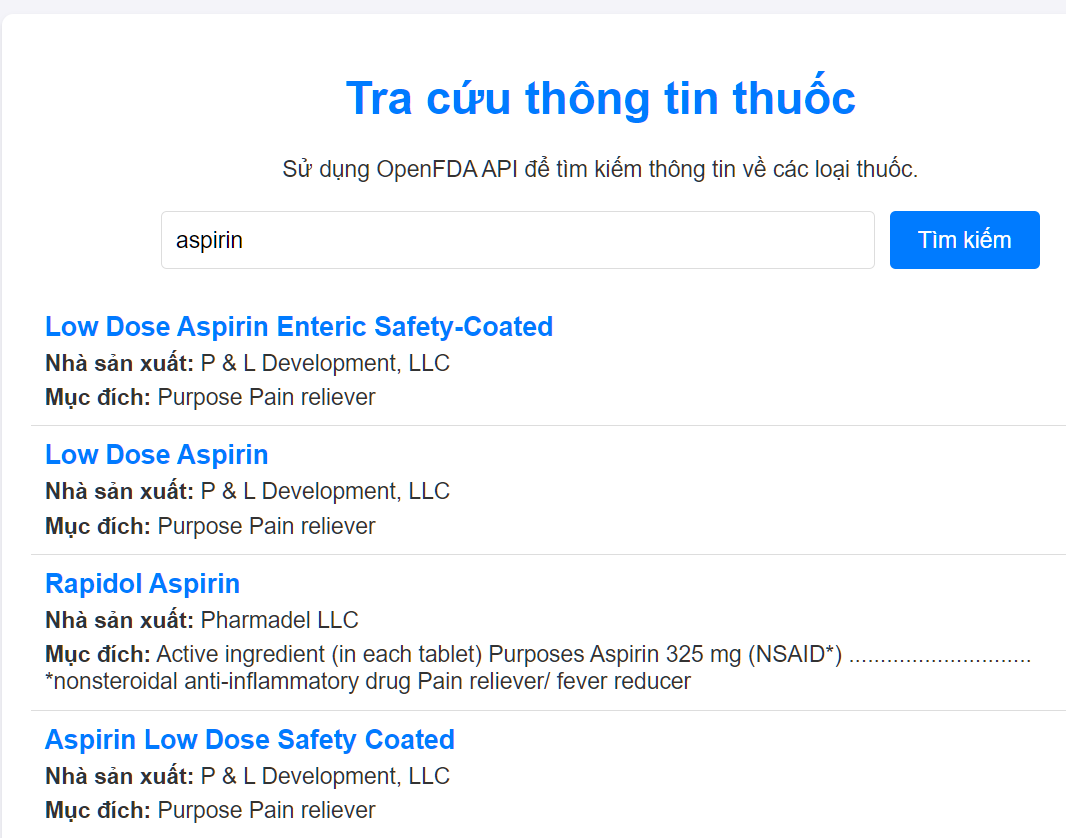 Tra cứu thông tin thuốc
Sử dụng OpenFDA API để tìm kiếm thông tin về các loại thuốc.
aspirin
Tìm kiếm
Low Dose Aspirin Enteric Safety-Coated
Nhà sản xuất: P & L Development, LLC
Mục đích: Purpose Pain reliever
Low Dose Aspirin
Nhà sản xuất: P & L Development, LLC
Mục đích: Purpose Pain reliever
Rapidol Aspirin
Nhà sản xuất: Pharmadel LLC
Mục đích: Active ingredient (in each tablet) Purposes Aspirin 325 mg (NSAID*) .............................
*nonsteroidal anti-inflammatory drug Pain reliever/ fever reducer
Aspirin Low Dose Safety Coated
Nhà sản xuất: P & L Development, LLC
Mục đích: Purpose Pain reliever